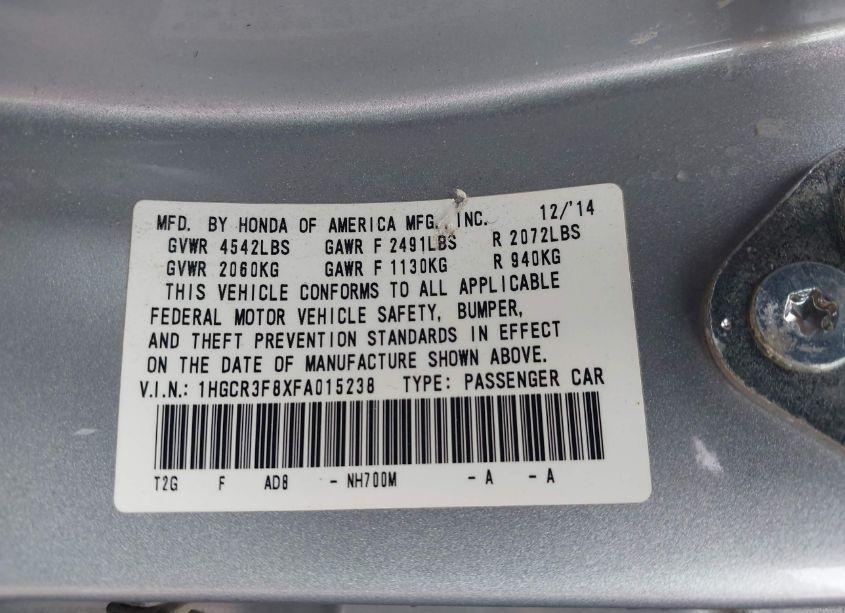 MFD. BY HONDA OF AMERICA MFG., INC. 12/'14
GVWR 4542LBS GAWR F 2491LBS R 2072LBS
GVWR 2060KG GAWR F 1130KG R 940KG
THIS VEHICLE CONFORMS TO ALL APPLICABLE
FEDERAL MOTOR VEHICLE SAFETY, BUMPER,
AND THEFT PREVENTION STANDARDS IN EFFECT
ON THE DATE OF MANUFACTURE SHOWN ABOVE.
V.I.N.: 1HGCR3F8XFA015238 TYPE: PASSENGER CAR
T2G F AD8 - NH700M - A - A